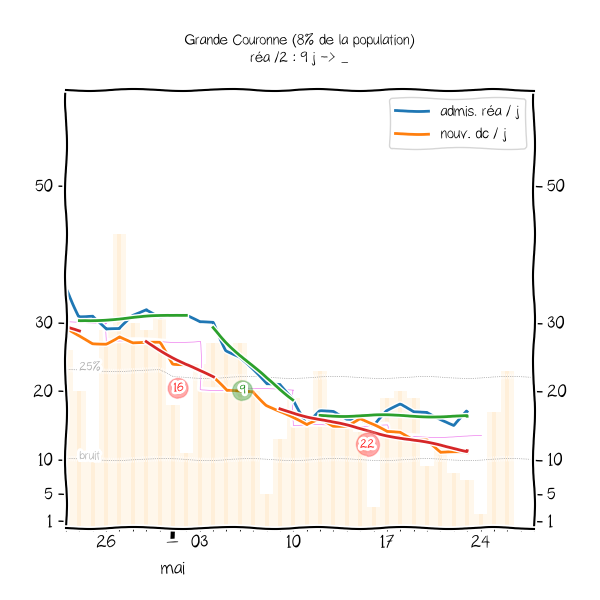 Grande Couronne (8% de la population)
réa /2 : 9 j -> _
admis. réa / j
nouv. dc / j
50 50
30 30
25%
20 20
16
9
22
10 10
bruit
5 5
1 1
26 1 03 10 17 24
mai